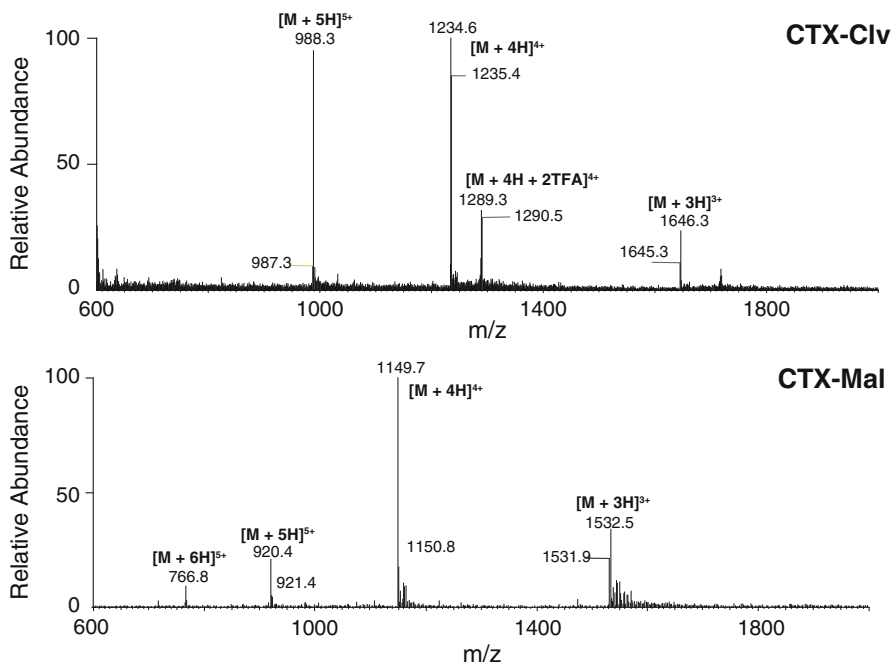 CTX-Clv
[M + 5H]⁵⁺
988.3
1234.6
[M + 4H]⁴⁺
1235.4
[M + 4H + 2TFA]⁴⁺
1289.3
1290.5
[M + 3H]³⁺
1646.3
1645.3
987.3
100
50
0
Relative Abundance
600 1000 1400 1800
m/z
CTX-Mal
1149.7
[M + 4H]⁴⁺
[M + 3H]³⁺
1532.5
1531.9
1150.8
[M + 5H]⁵⁺
920.4
921.4
[M + 6H]⁵⁺
766.8
100
50
0
Relative Abundance
600 1000 1400 1800
m/z